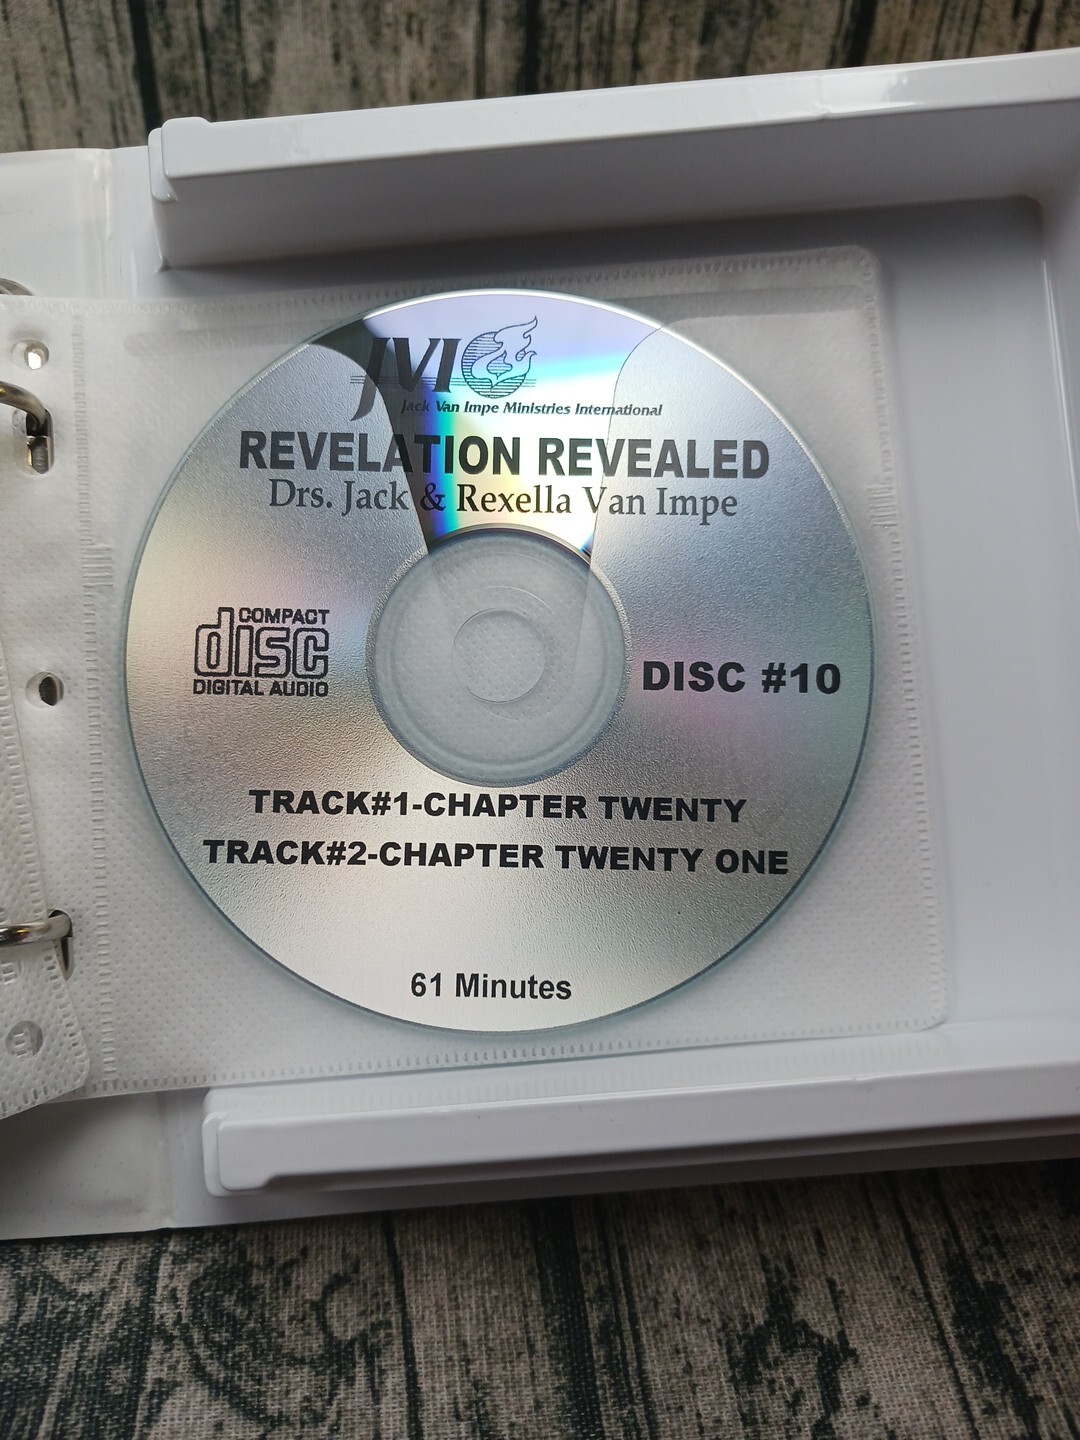 JVI
Jack Van Impe Ministries International
REVELATION REVEALED
Drs. Jack & Rexella Van Impe
COMPACT
disc
DIGITAL AUDIO
DISC #10
TRACK#1-CHAPTER TWENTY
TRACK#2-CHAPTER TWENTY ONE
61 Minutes